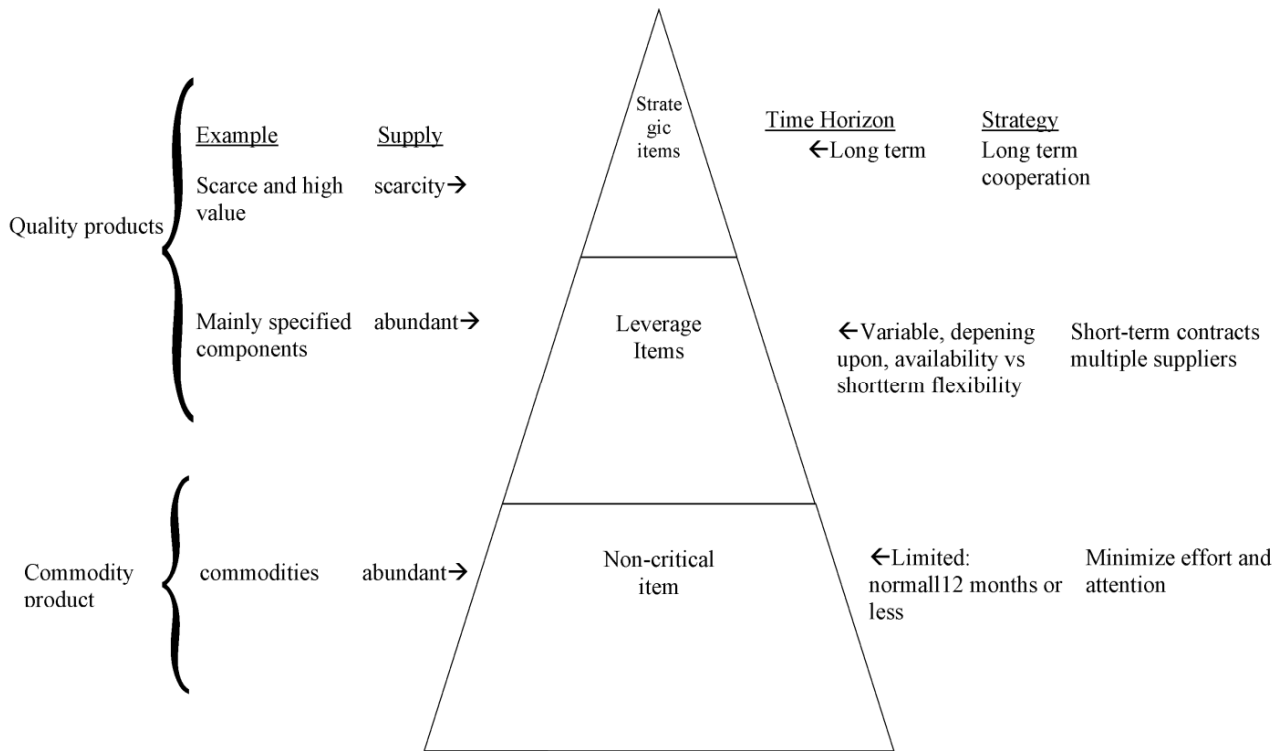 Example
Supply
Scarce and high
value
scarcity→
Quality products
Mainly specified
components
abundant→
Commodity
product
commodities
abundant→
Strate
gic
items
Leverage
Items
Non-critical
item
Time Horizon
Strategy
←Long term
Long term
cooperation
←Variable, depening
upon, availability vs
shortterm flexibility
Short-term contracts
multiple suppliers
←Limited:
normall12 months or
less
Minimize effort and
attention